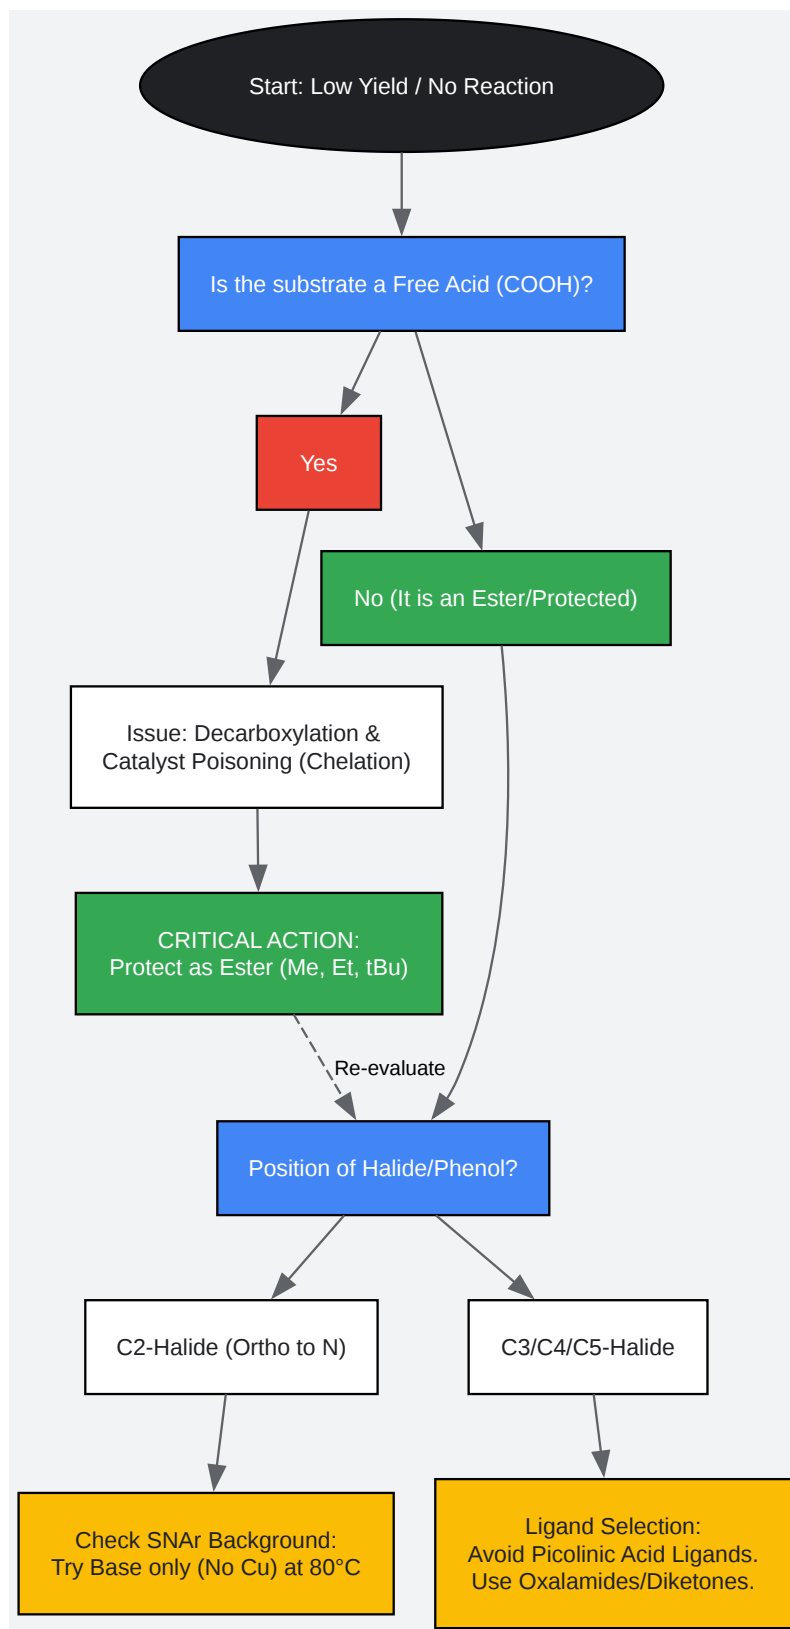 Start: Low Yield / No Reaction
Is the substrate a Free Acid (COOH)?
Yes
No (It is an Ester/Protected)
Issue: Decarboxylation &
Catalyst Poisoning (Chelation)
CRITICAL ACTION:
Protect as Ester (Me, Et, tBu)
Re-evaluate
Position of Halide/Phenol?
C2-Halide (Ortho to N)
C3/C4/C5-Halide
Check SNAr Background:
Try Base only (No Cu) at 80°C
Ligand Selection:
Avoid Picolinic Acid Ligands.
Use Oxalamides/Diketones.